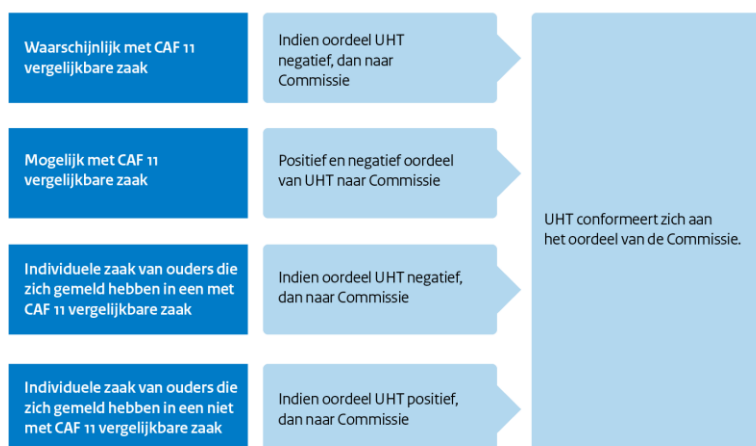 Waarschijnlijk met CAF 11
vergelijkbare zaak
Indien oordeel UHT
negatief, dan naar
Commissie
Mogelijk met CAF 11
vergelijkbare zaak
Positief en negatief oordeel
van UHT naar Commissie
Individuele zaak van ouders die
zich gemeld hebben in een met
CAF 11 vergelijkbare zaak
Indien oordeel UHT negatief,
dan naar Commissie
Individuele zaak van ouders die
zich gemeld hebben in een niet
met CAF 11 vergelijkbare zaak
Indien oordeel UHT positief,
dan naar Commissie
UHT conformeert zich aan
het oordeel van de Commissie.